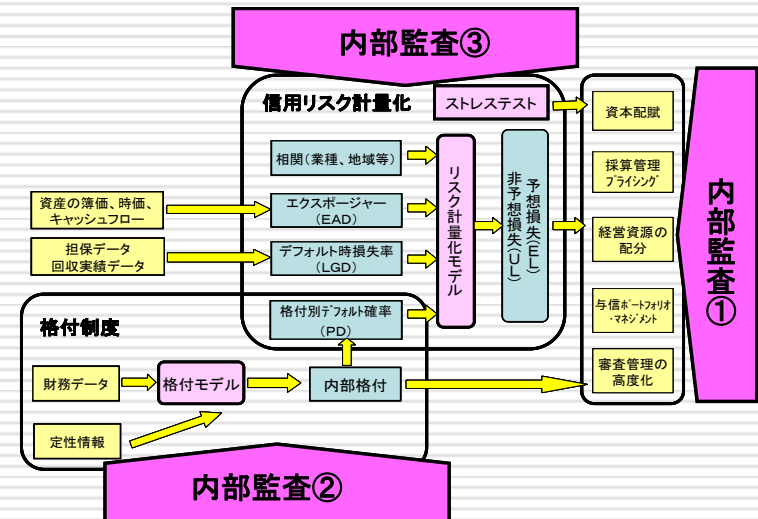 内部監査③
信用リスク計量化
ストレステスト
資本配賦
相関(業種、地域等)
採算管理
プライシング
資産の簿価、時価、
キャッシュフロー
エクスポージャー
(EAD)
リスク計量化モデル
予想損失(EL)
非予想損失(UL)
経営資源の
配分
内部監査①
担保データ
回収実績データ
デフォルト時損失率
(LGD)
格付別デフォルト確率
(PD)
与信ポートフォリオ
・マネジメント
格付制度
財務データ
格付モデル
内部格付
審査管理の
高度化
定性情報
内部監査②